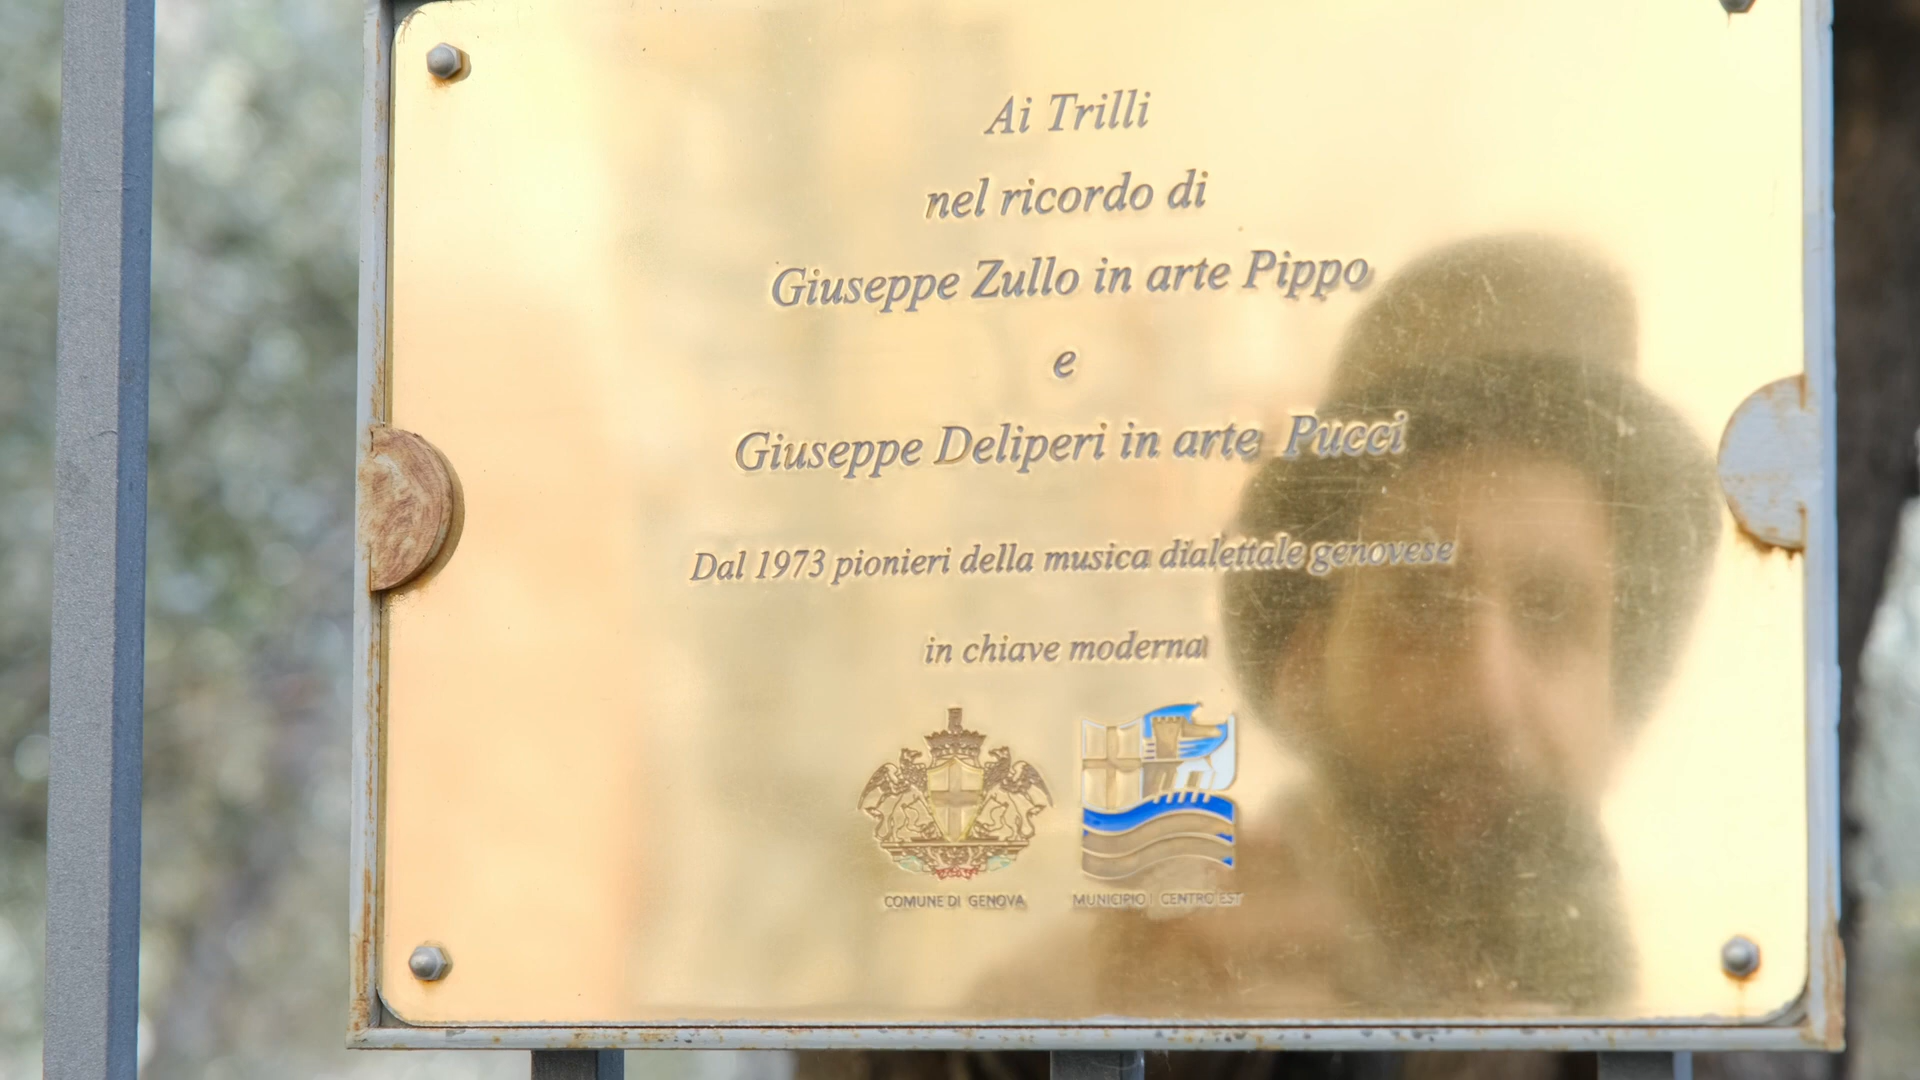 Ai Trilli
nel ricordo di
Giuseppe Zullo in arte Pippo
e
Giuseppe Deliperi in arte Pucci
Dal 1973 pionieri della musica dialettale genovese
in chiave moderna
COMUNE DI GENOVA
MUNICIPIO I CENTRO EST